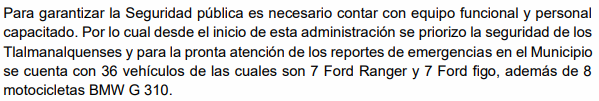 Para garantizar la Seguridad pública es necesario contar con equipo funcional y personal
capacitado. Por lo cual desde el inicio de esta administración se priorizo la seguridad de los
Tlalmanalquenses y para la pronta atención de los reportes de emergencias en el Municipio
se cuenta con 36 vehículos de las cuales son 7 Ford Ranger y 7 Ford figo, además de 8
motocicletas BMW G 310.